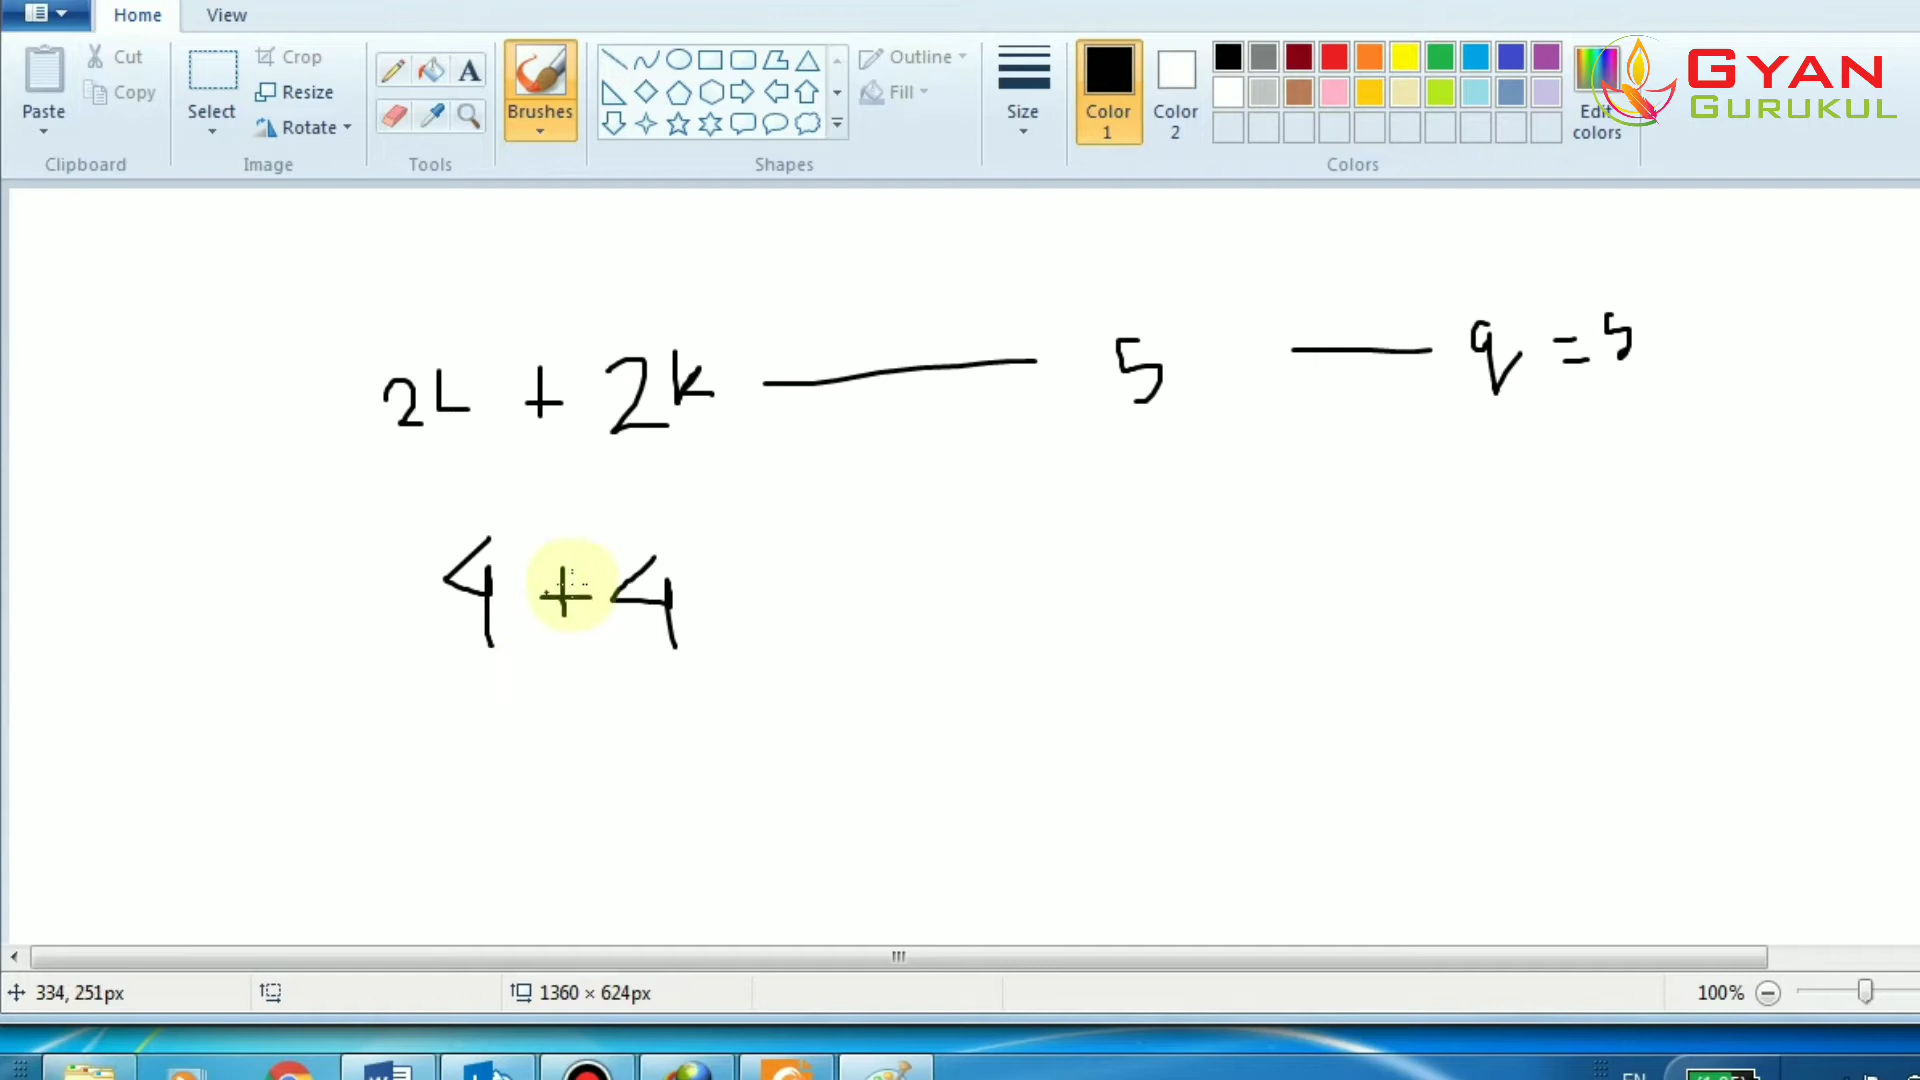 Home View
Paste Cut Copy Select Crop Resize Rotate Brushes Outline Fill Size Color 1 Color 2 Edit colors
Clipboard Image Tools Shapes Colors
GYAN
GURUKUL
2L + 2K — 5 — q = 5
4 + 4
334, 251px 1360 × 624px 100%
EN